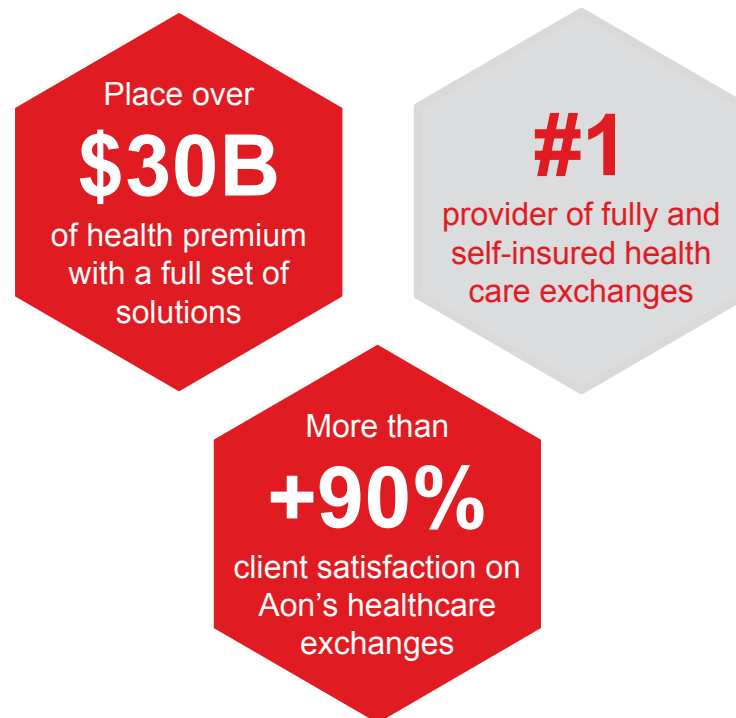 Place over
$30B
of health premium
with a full set of
solutions
#1
provider of fully and
self-insured health
care exchanges
More than
+90%
client satisfaction on
Aon’s healthcare
exchanges